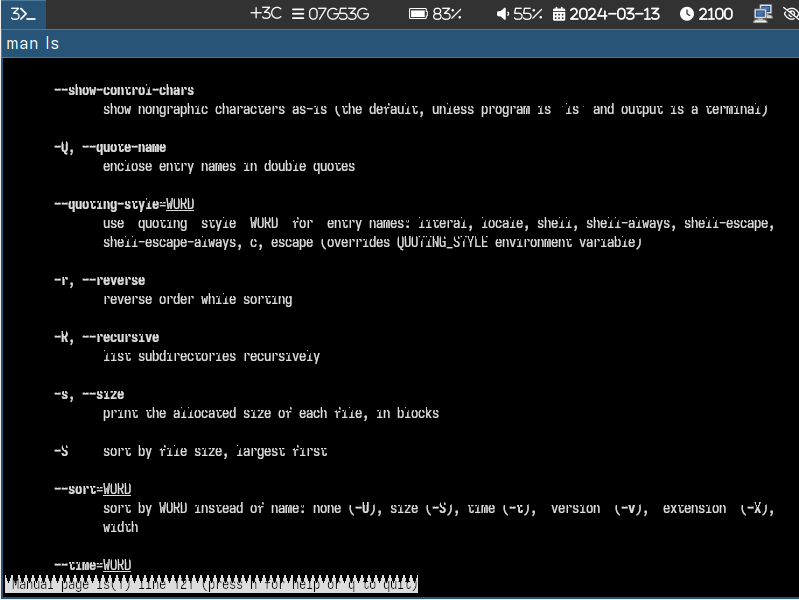 3>_ +3C 07G53G 83% 55% 2024-03-13 2100
man ls
--show-control-chars
show nongraphic characters as-is (the default, unless program is 'ls' and output is a terminal)
-Q, --quote-name
enclose entry names in double quotes
--quoting-style=WORD
use quoting style WORD for entry names: literal, locale, shell, shell-always, shell-escape,
shell-escape-always, c, escape (overrides QUOTING_STYLE environment variable)
-r, --reverse
reverse order while sorting
-R, --recursive
list subdirectories recursively
-s, --size
print the allocated size of each file, in blocks
-S sort by file size, largest first
--sort=WORD
sort by WORD instead of name: none (-U), size (-S), time (-t), version (-v), extension (-X),
width
--time=WORD
Manual page ls(1) line 121 (press h for help or q to quit)